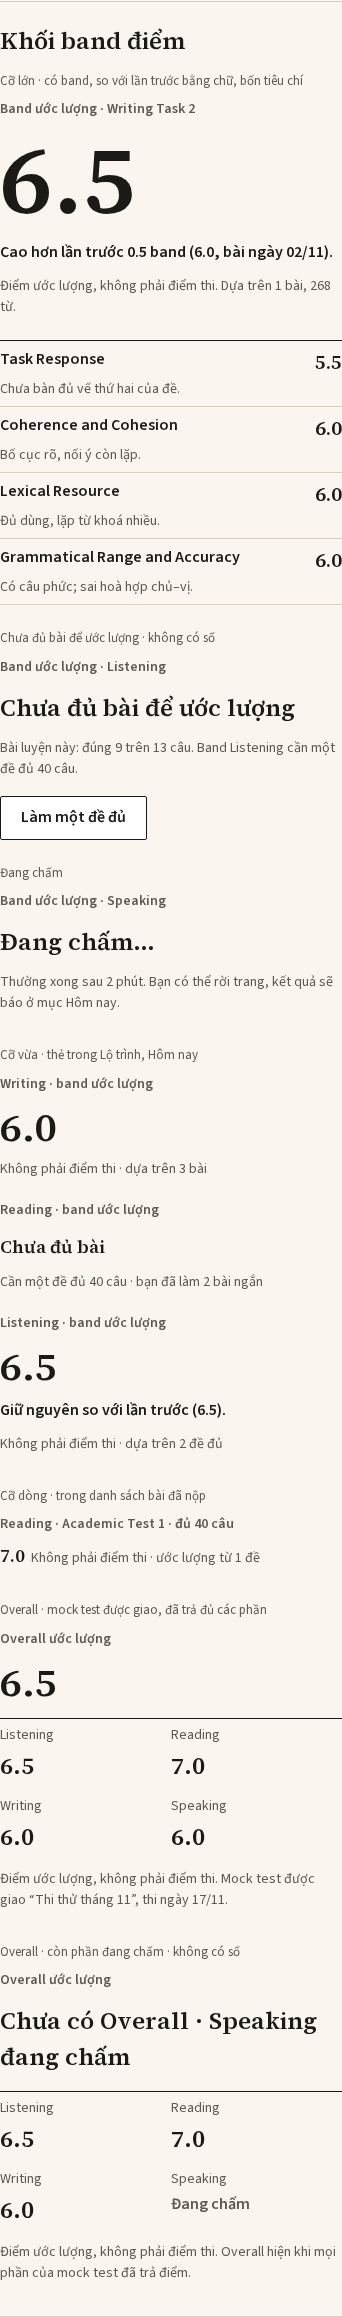 Khối band điểm
Cỡ lớn · có band, so với lần trước bằng chữ, bốn tiêu chí
Band ước lượng · Writing Task 2
6.5
Cao hơn lần trước 0.5 band (6.0, bài ngày 02/11).
Điểm ước lượng, không phải điểm thi. Dựa trên 1 bài, 268
từ.
Task Response 5.5
Chưa bàn đủ vế thứ hai của đề.
Coherence and Cohesion 6.0
Bố cục rõ, nối ý còn lặp.
Lexical Resource 6.0
Đủ dùng, lặp từ khoá nhiều.
Grammatical Range and Accuracy 6.0
Có câu phức; sai hoà hợp chủ–vị.
Chưa đủ bài để ước lượng · không có số
Band ước lượng · Listening
Chưa đủ bài để ước lượng
Bài luyện này: đúng 9 trên 13 câu. Band Listening cần một
đề đủ 40 câu.
Làm một đề đủ
Đang chấm
Band ước lượng · Speaking
Đang chấm…
Thường xong sau 2 phút. Bạn có thể rời trang, kết quả sẽ
báo ở mục Hôm nay.
Cỡ vừa · thẻ trong Lộ trình, Hôm nay
Writing · band ước lượng
6.0
Không phải điểm thi · dựa trên 3 bài
Reading · band ước lượng
Chưa đủ bài
Cần một đề đủ 40 câu · bạn đã làm 2 bài ngắn
Listening · band ước lượng
6.5
Giữ nguyên so với lần trước (6.5).
Không phải điểm thi · dựa trên 2 đề đủ
Cỡ dòng · trong danh sách bài đã nộp
Reading · Academic Test 1 · đủ 40 câu
7.0 Không phải điểm thi · ước lượng từ 1 đề
Overall · mock test được giao, đã trả đủ các phần
Overall ước lượng
6.5
Listening Reading
6.5 7.0
Writing Speaking
6.0 6.0
Điểm ước lượng, không phải điểm thi. Mock test được
giao “Thi thử tháng 11”, thi ngày 17/11.
Overall · còn phần đang chấm · không có số
Overall ước lượng
Chưa có Overall · Speaking
đang chấm
Listening Reading
6.5 7.0
Writing Speaking
6.0 Đang chấm
Điểm ước lượng, không phải điểm thi. Overall hiện khi mọi
phần của mock test đã trả điểm.